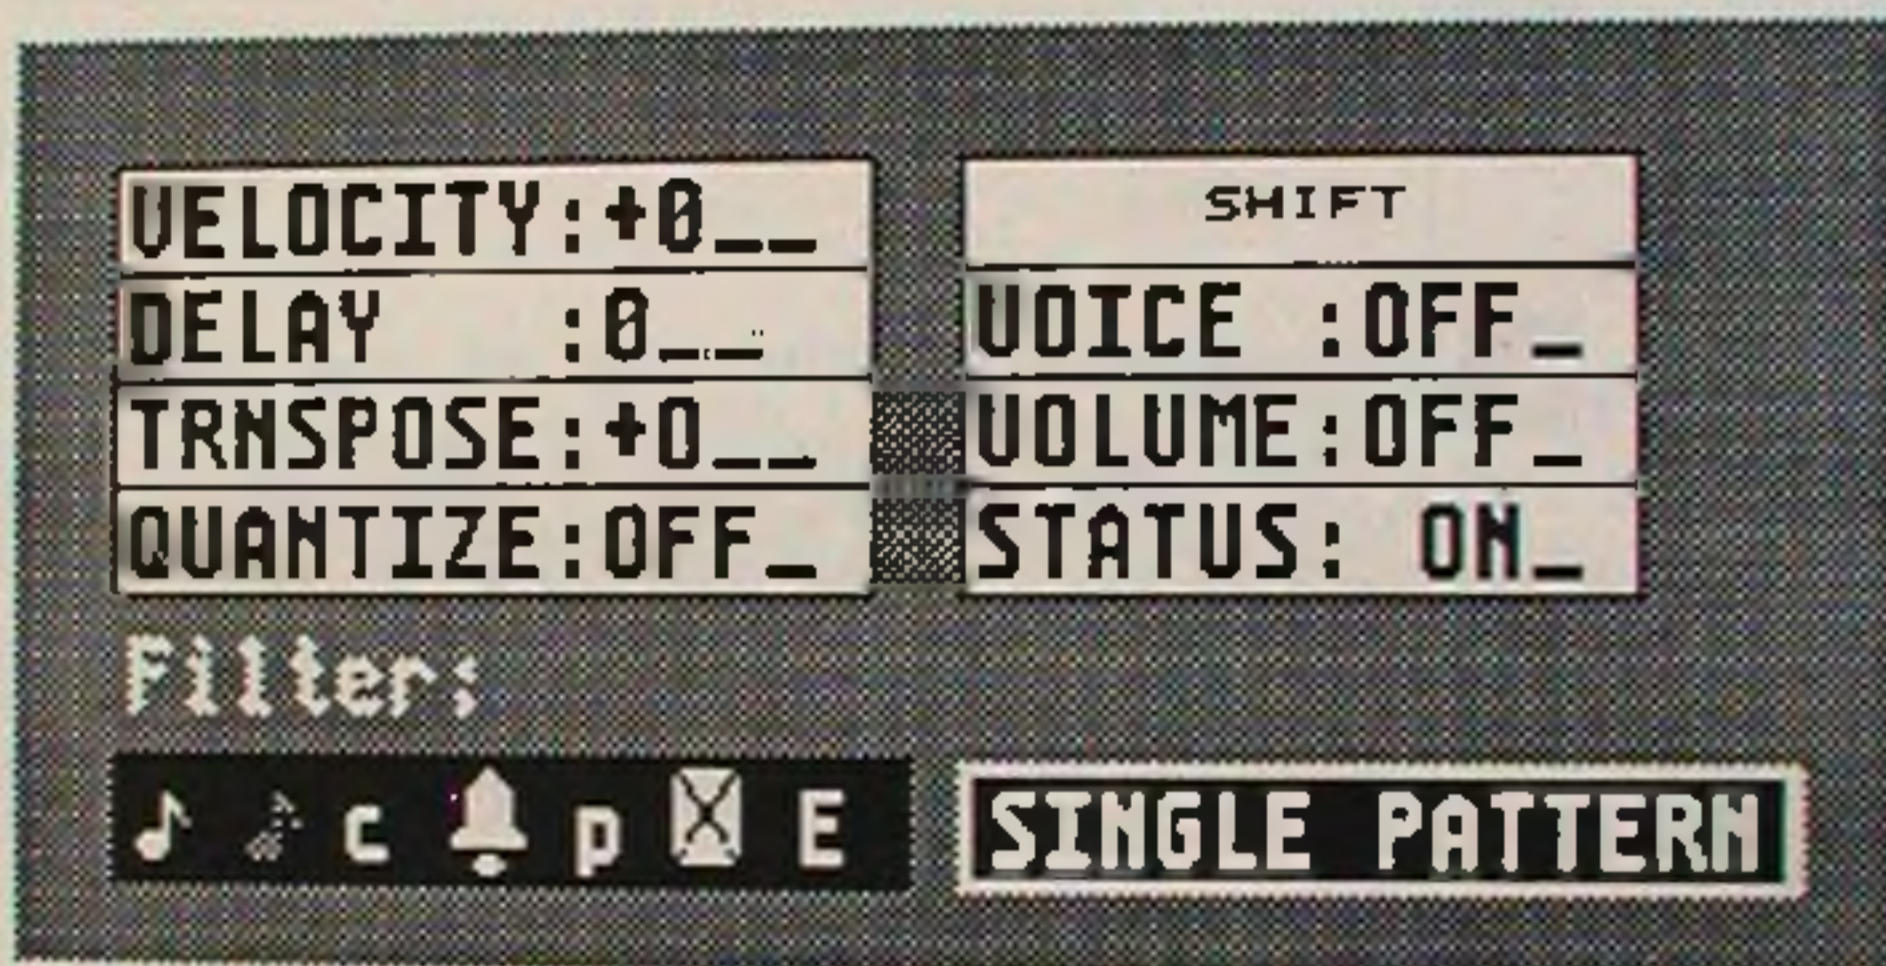 VELOCITY:+0__
DELAY :0__
TRNSPOSE:+0__
QUANTIZE:OFF_
SHIFT
VOICE :OFF_
VOLUME:OFF_
STATUS: ON_
Filter;
c p E
SINGLE PATTERN